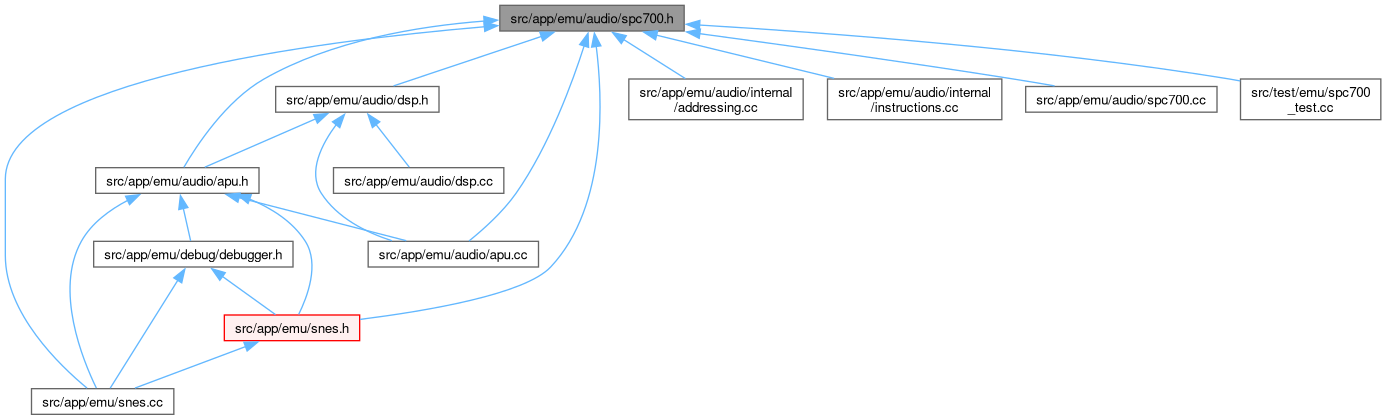 src/app/emu/audio/spc700.h
src/app/emu/audio/dsp.h
src/app/emu/audio/internal
/addressing.cc
src/app/emu/audio/internal
/instructions.cc
src/app/emu/audio/spc700.cc
src/test/emu/spc700
_test.cc
src/app/emu/audio/apu.h
src/app/emu/audio/dsp.cc
src/app/emu/debug/debugger.h
src/app/emu/audio/apu.cc
src/app/emu/snes.h
src/app/emu/snes.cc